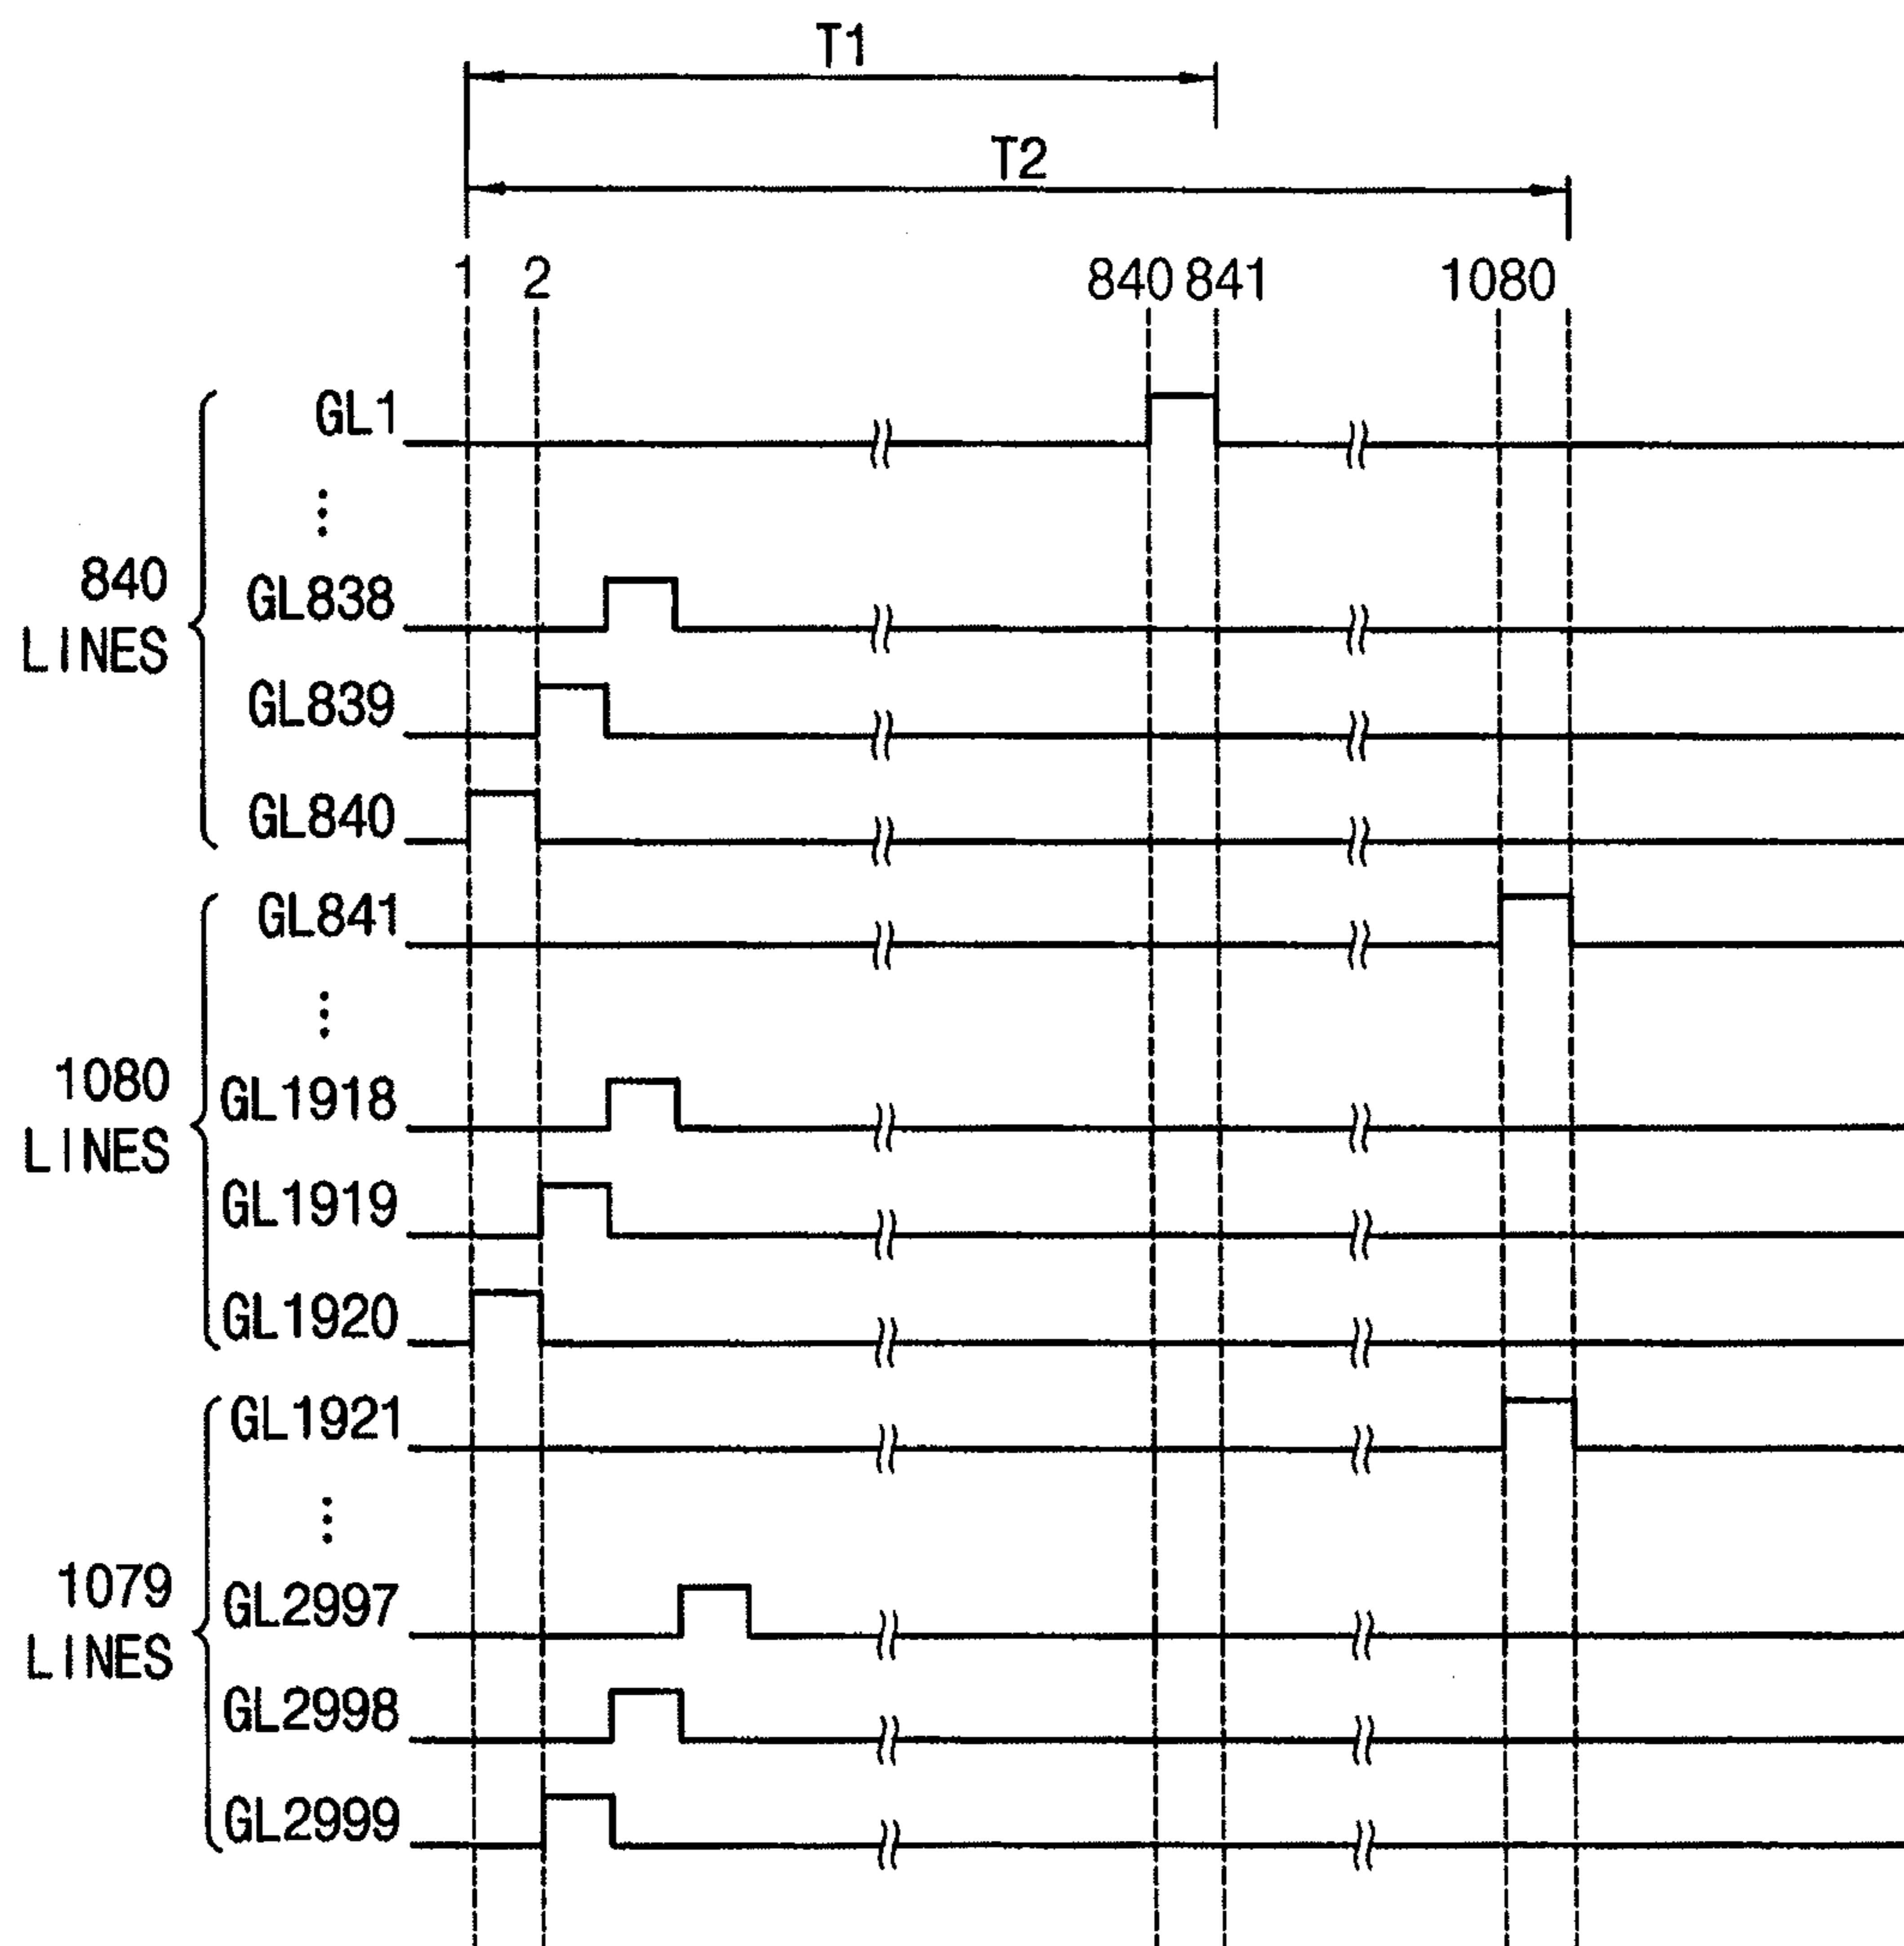 T1
T2
1 2 840 841 1080
GL1
GL838
840
LINES
GL839
GL840
GL841
1080
LINES
GL1918
GL1919
GL1920
GL1921
1079
LINES
GL2997
GL2998
GL2999